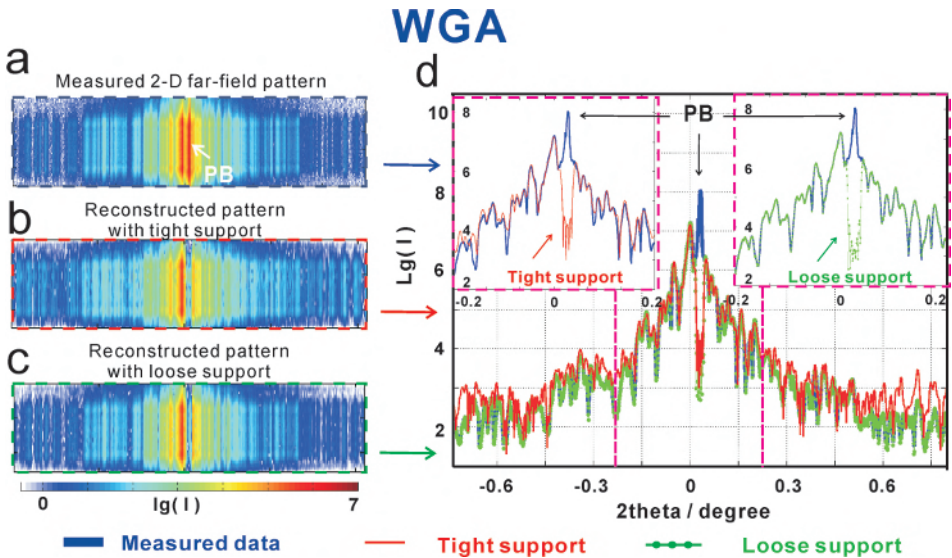 WGA
a
Measured 2-D far-field pattern
PB
b
Reconstructed pattern
with tight support
c
Reconstructed pattern
with loose support
0 lg( I ) 7
d
10
8
6
4
2
Lg( I )
8
6
4
2
-0.2 0 0.2
Tight support
PB
8
6
4
2
-0.2 0 0.2
Loose support
-0.6 -0.3 0 0.3 0.6
2theta / degree
Measured data Tight support Loose support